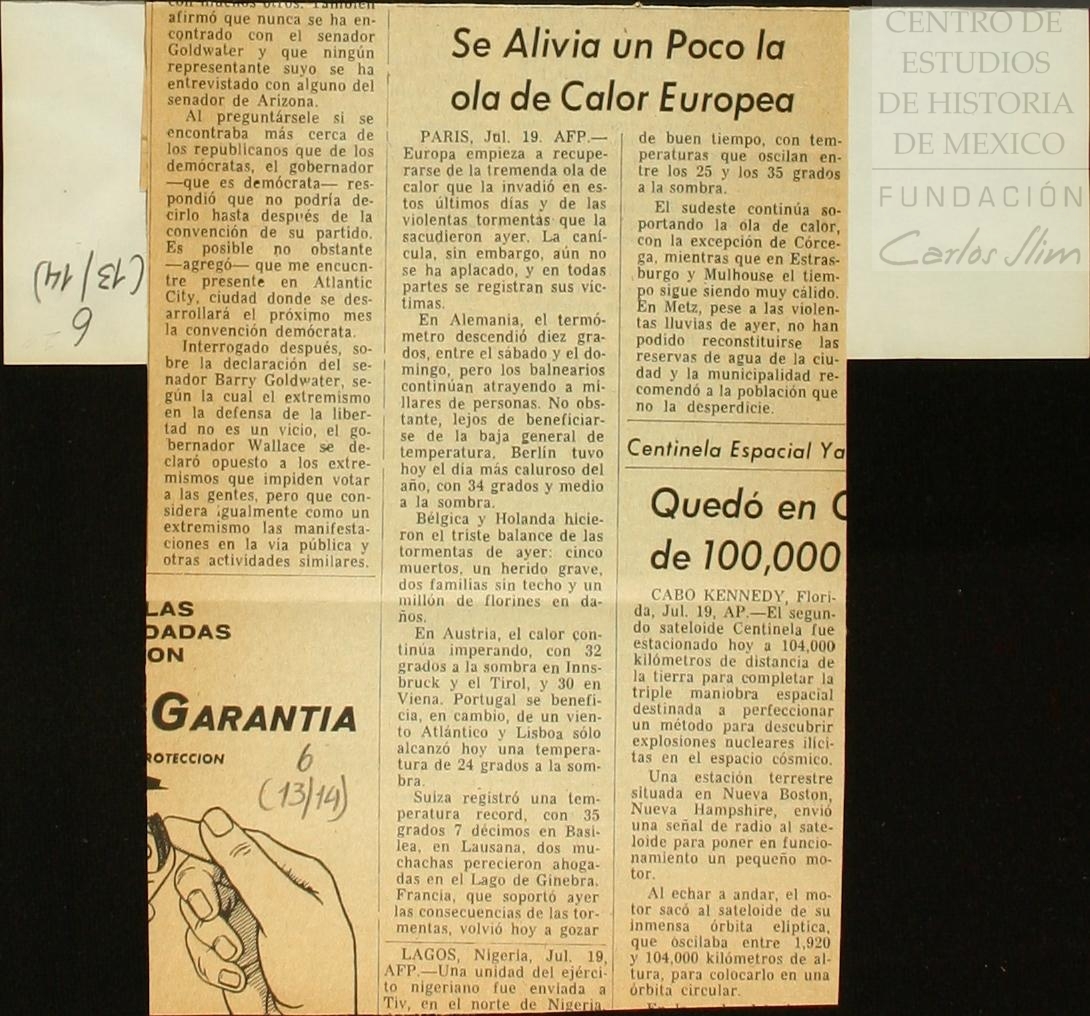 con muchos otros. También
afirmó que nunca se ha en-
contrado con el senador
Goldwater y que ningún
representante suyo se ha
entrevistado con alguno del
senador de Arizona.
Al preguntársele si se
encontraba más cerca de
los republicanos que de los
demócratas, el gobernador
—que es demócrata— res-
pondió que no podría de-
cirlo hasta después de la
convención de su partido.
Es posible no obstante
—agregó— que me encuen-
tre presente en Atlantic
City, ciudad donde se des-
arrollará el próximo mes
la convención demócrata.
Interrogado después, so-
bre la declaración del se-
nador Barry Goldwater, se-
gún la cual el extremismo
en la defensa de la liber-
tad no es un vicio, el go-
bernador Wallace se de-
claró opuesto a los extre-
mismos que impiden votar
a las gentes, pero que con-
sidera igualmente como un
extremismo las manifesta-
ciones en la vía pública y
otras actividades similares.
LAS
DADAS
ON
GARANTIA
ROTECCION
6
(13/14)
Se Alivia un Poco la
ola de Calor Europea
PARIS, Jul. 19. AFP.—
Europa empieza a recupe-
rarse de la tremenda ola de
calor que la invadió en es-
tos últimos días y de las
violentas tormentas que la
sacudieron ayer. La caní-
cula, sin embargo, aún no
se ha aplacado, y en todas
partes se registran sus víc-
timas.
En Alemania, el termó-
metro descendió diez gra-
dos, entre el sábado y el do-
mingo, pero los balnearios
continúan atrayendo a mi-
llares de personas. No obs-
tante, lejos de beneficiar-
se de la baja general de
temperatura, Berlín tuvo
hoy el día más caluroso del
año, con 34 grados y medio
a la sombra.
Bélgica y Holanda hicie-
ron el triste balance de las
tormentas de ayer: cinco
muertos, un herido grave,
dos familias sin techo y un
millón de florines en da-
ños.
En Austria, el calor con-
tinúa imperando, con 32
grados a la sombra en Inns-
bruck y el Tirol, y 30 en
Viena. Portugal se benefi-
cia, en cambio, de un vien-
to Atlántico y Lisboa sólo
alcanzó hoy una tempera-
tura de 24 grados a la som-
bra.
Suiza registró una tem-
peratura record, con 35
grados 7 décimos en Basi-
lea, en Lausana, dos mu-
chachas perecieron ahoga-
das en el Lago de Ginebra.
Francia, que soportó ayer
las consecuencias de las tor-
mentas, volvió hoy a gozar
LAGOS, Nigeria, Jul. 19,
AFP.—Una unidad del ejérci-
to nigeriano fue enviada a
Tiv, en el norte de Nigeria,
de buen tiempo, con tem-
peraturas que oscilan en-
tre los 25 y los 35 grados
a la sombra.
El sudeste continúa so-
portando la ola de calor,
con la excepción de Córce-
ga, mientras que en Estras-
burgo y Mulhouse el tiem-
po sigue siendo muy cálido.
En Metz, pese a las violen-
tas lluvias de ayer, no han
podido reconstituirse las
reservas de agua de la ciu-
dad y la municipalidad re-
comendó a la población que
no la desperdicie.
Centinela Espacial Ya
Quedó en
de 100,000
CABO KENNEDY, Flori-
da, Jul. 19, AP.—El segun-
do sateloide Centinela fue
estacionado hoy a 104,000
kilómetros de distancia de
la tierra para completar la
triple maniobra espacial
destinada a perfeccionar
un método para descubrir
explosiones nucleares ilíci-
tas en el espacio cósmico.
Una estación terrestre
situada en Nueva Boston,
Nueva Hampshire, envió
una señal de radio al sate-
loide para poner en funcio-
namiento un pequeño mo-
tor.
Al echar a andar, el mo-
tor sacó al sateloide de su
inmensa órbita elíptica,
que oscilaba entre 1,920
y 104,000 kilómetros de al-
tura, para colocarlo en una
órbita circular.
6
(13/14)
CENTRO DE
ESTUDIOS
DE HISTORIA
DE MEXICO
FUNDACIÓN
Carlos Slim